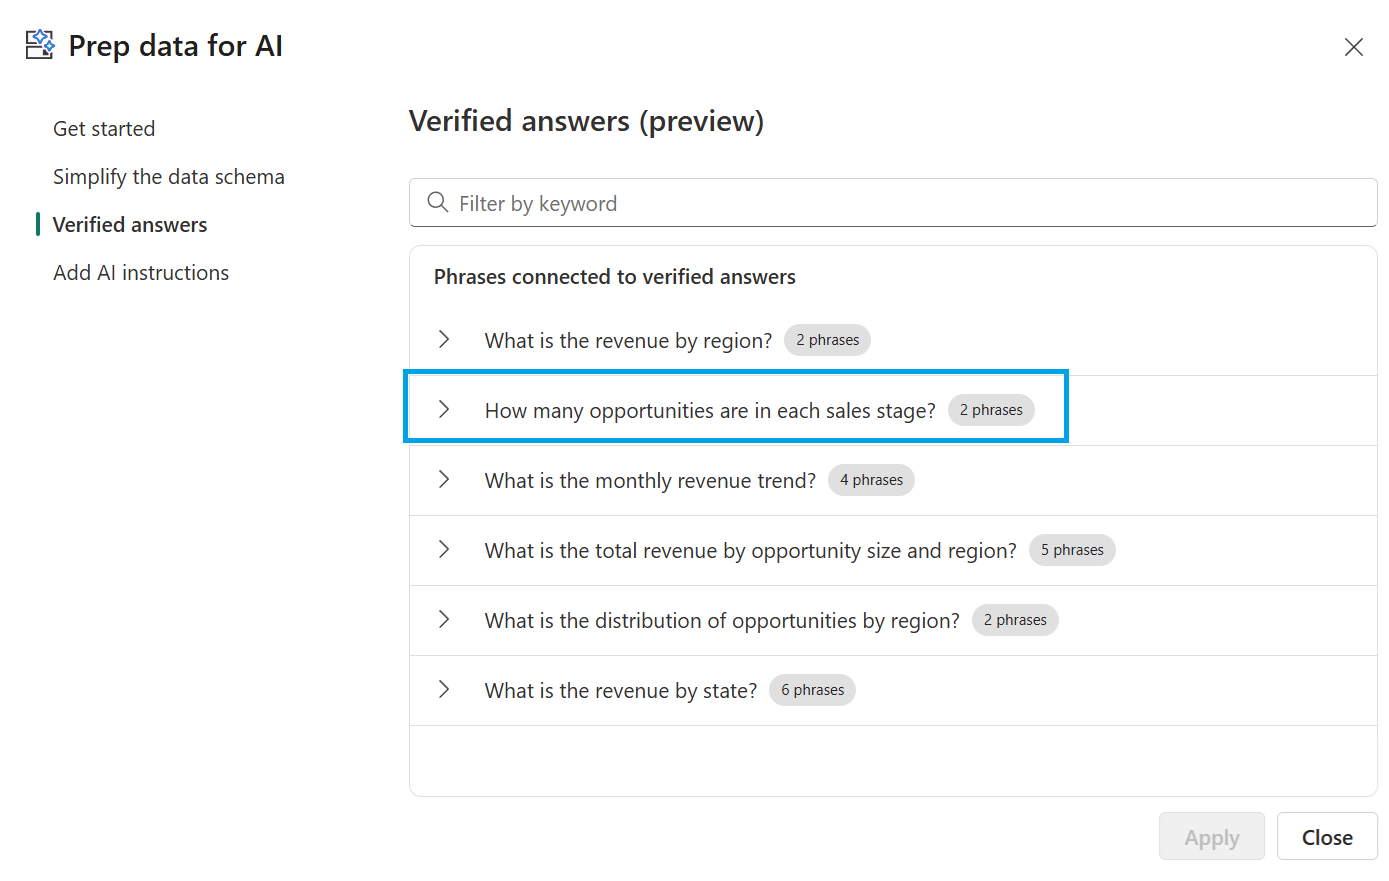 Prep data for AI
Get started
Simplify the data schema
Verified answers
Add AI instructions
Verified answers (preview)
Filter by keyword
Phrases connected to verified answers
What is the revenue by region? 2 phrases
How many opportunities are in each sales stage? 2 phrases
What is the monthly revenue trend? 4 phrases
What is the total revenue by opportunity size and region? 5 phrases
What is the distribution of opportunities by region? 2 phrases
What is the revenue by state? 6 phrases
Apply Close